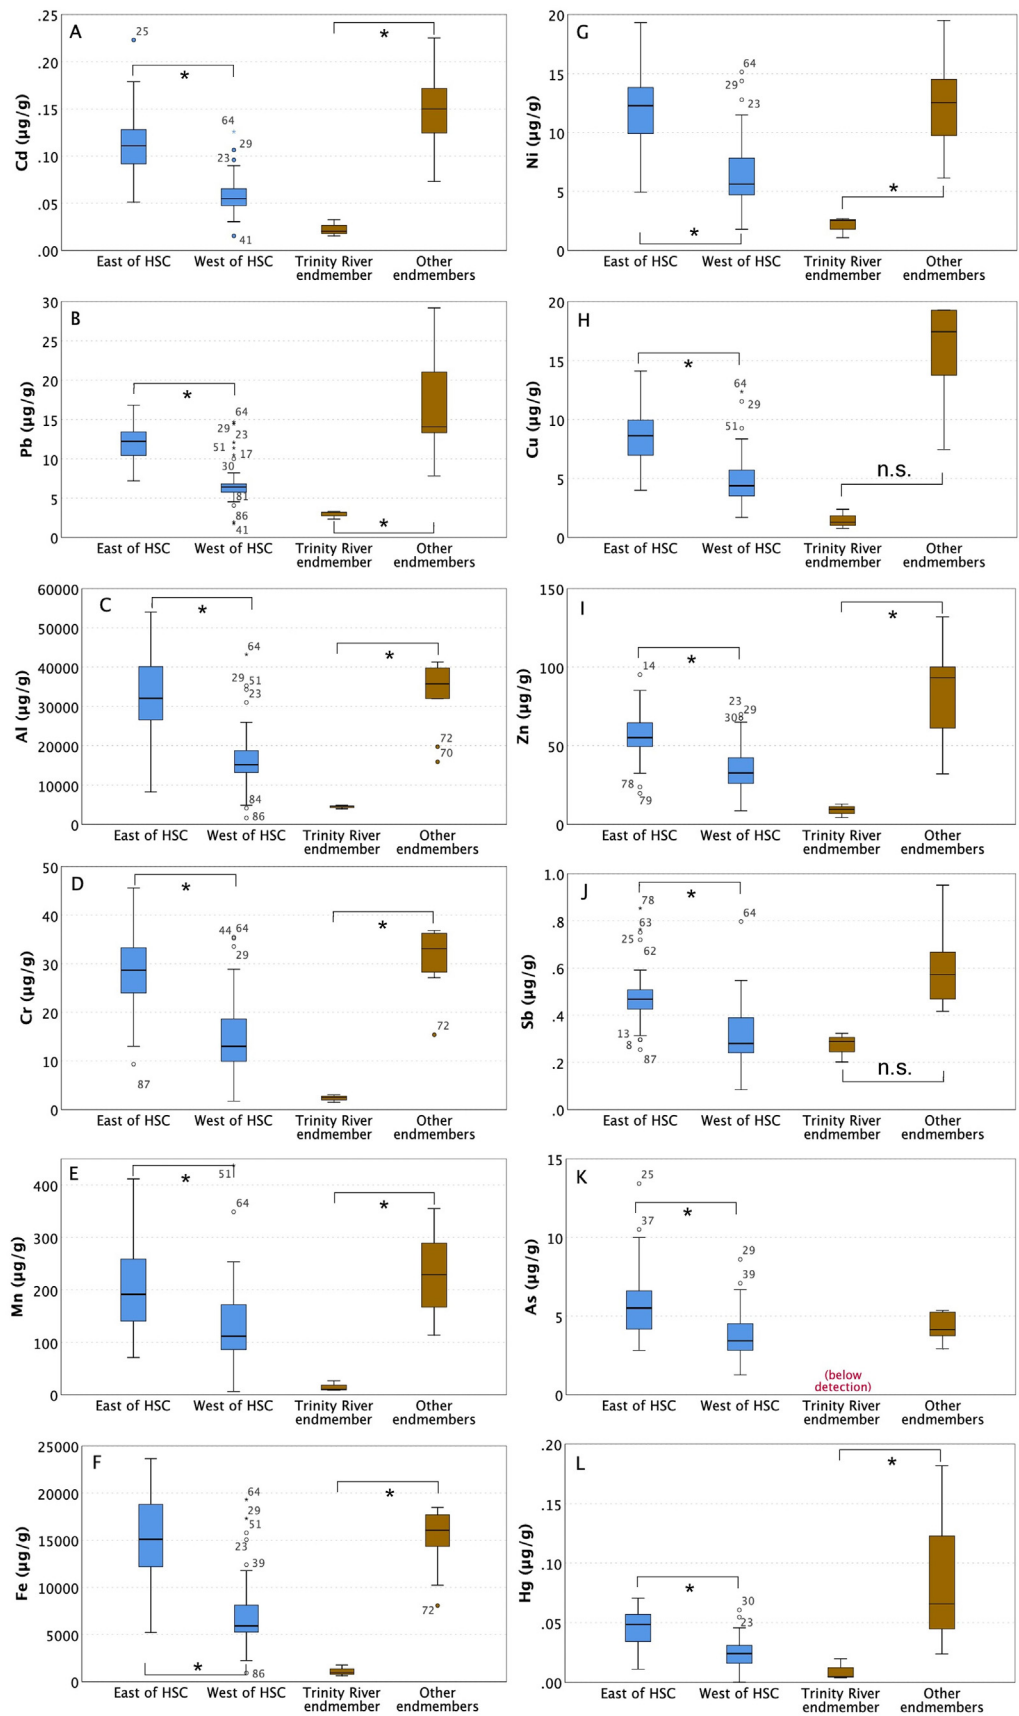 A
Cd (µg/g)
.25
.20
.15
.10
.05
.00
25
*
64
29
23
41
*
East of HSC
West of HSC
Trinity River
endmember
Other
endmembers
G
Ni (µg/g)
20
15
10
5
0
64
29
23
*
*
East of HSC
West of HSC
Trinity River
endmember
Other
endmembers
B
Pb (µg/g)
30
25
20
15
10
5
0
*
64
29
23
51
17
30
81
86
41
*
East of HSC
West of HSC
Trinity River
endmember
Other
endmembers
H
Cu (µg/g)
20
15
10
5
0
*
64
29
51
n.s.
East of HSC
West of HSC
Trinity River
endmember
Other
endmembers
C
Al (µg/g)
60000
50000
40000
30000
20000
10000
0
*
64
29
51
23
84
86
*
72
70
East of HSC
West of HSC
Trinity River
endmember
Other
endmembers
I
Zn (µg/g)
150
100
50
0
14
78
79
*
23
29
308
*
East of HSC
West of HSC
Trinity River
endmember
Other
endmembers
D
Cr (µg/g)
50
40
30
20
10
0
87
*
44
64
29
*
72
East of HSC
West of HSC
Trinity River
endmember
Other
endmembers
J
Sb (µg/g)
1.0
.8
.6
.4
.2
.0
78
63
25
62
13
8
87
*
64
n.s.
East of HSC
West of HSC
Trinity River
endmember
Other
endmembers
E
Mn (µg/g)
400
300
200
100
0
*
51
64
*
East of HSC
West of HSC
Trinity River
endmember
Other
endmembers
K
As (µg/g)
15
10
5
0
25
37
*
29
39
(below
detection)
East of HSC
West of HSC
Trinity River
endmember
Other
endmembers
F
Fe (µg/g)
25000
20000
15000
10000
5000
0
64
29
51
23
39
86
*
*
72
East of HSC
West of HSC
Trinity River
endmember
Other
endmembers
L
Hg (µg/g)
.20
.15
.10
.05
.00
*
30
23
*
East of HSC
West of HSC
Trinity River
endmember
Other
endmembers